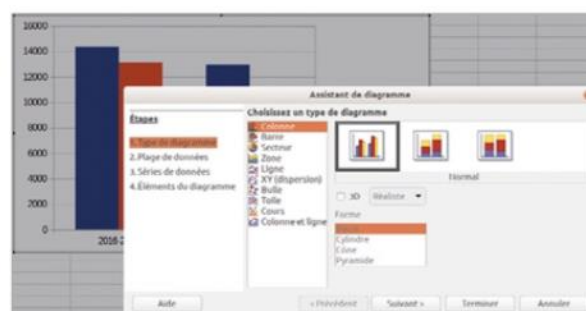 16000
14000
12000
10000
8000
6000
4000
2000
0
2016-2
Assistant de diagramme
Étapes
1.Type de diagramme
2.Plage de données
3.Séries de données
4.Éléments du diagramme
Choisissez un type de diagramme
Colonne
Barre
Secteur
Zone
Ligne
XY (dispersion)
Bulle
Toile
Cours
Colonne et ligne
Normal
3D Réaliste
Forme
Cylindre
Cône
Pyramide
Aide
< Précédent
Suivant >
Terminer
Annuler